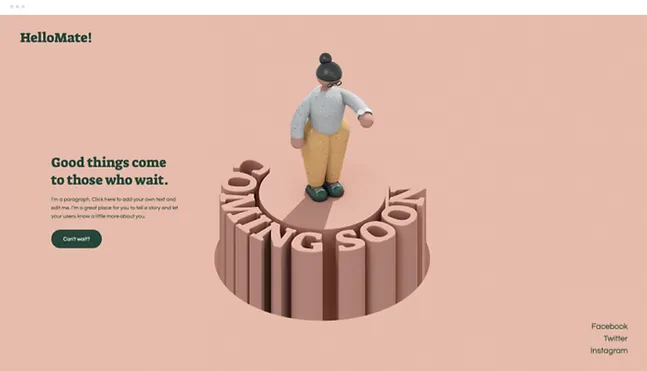 HelloMate!
Good things come
to those who wait.
I'm a paragraph. Click here to add your own text and
edit me. I'm a great place for you to tell a story and let
your users know a little more about you.
Can't wait?
COMING SOON
Facebook
Twitter
Instagram